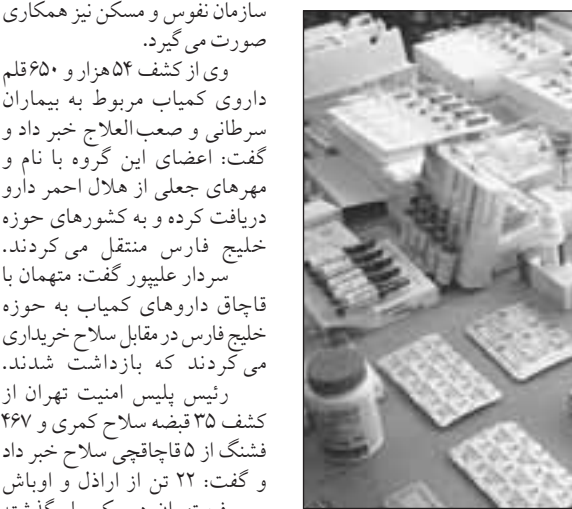 سازمان نفوس و مسکن نیز همکاری
صورت می‌گیرد.
وی از کشف ۵۴ هزار و ۶۵۰ قلم
داروی کمیاب مربوط به بیماران
سرطانی و صعب‌العلاج خبر داد و
گفت: اعضای این گروه با نام و
مهرهای جعلی از هلال احمر دارو
دریافت کرده و به کشورهای حوزه
خلیج فارس منتقل می‌کردند.
سردار علیپور گفت: متهمان با
قاچاق داروهای کمیاب به حوزه
خلیج فارس در مقابل سلاح خریداری
می‌کردند که بازداشت شدند.
رئیس پلیس امنیت تهران از
کشف ۳۵ قبضه سلاح کمری و ۴۶۷
فشنگ از ۵ قاچاقچی سلاح خبر داد
و گفت: ۲۲ تن از اراذل و اوباش